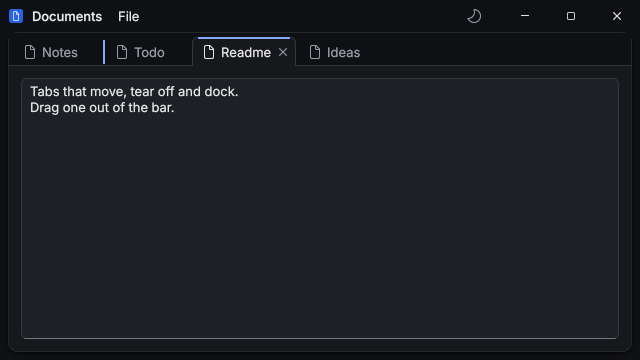 Documents File
Notes Todo Readme Ideas
Tabs that move, tear off and dock.
Drag one out of the bar.